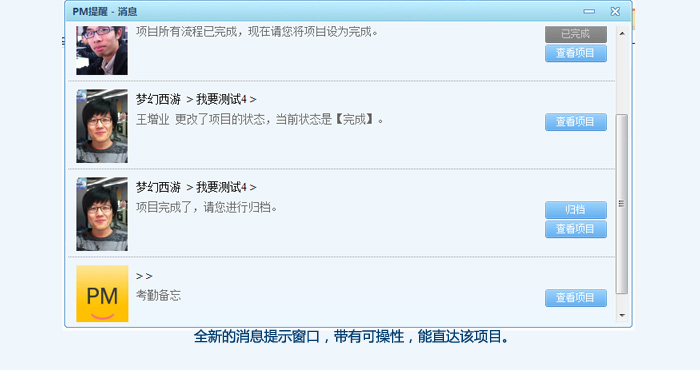 PM提醒 - 消息
项目所有流程已完成，现在请您将项目设为完成。
已完成
查看项目
梦幻西游 > 我要测试4 >
王增业 更改了项目的状态，当前状态是【完成】。
查看项目
梦幻西游 > 我要测试4 >
项目完成了，请您进行归档。
归档
查看项目
PM
> >
考勤备忘
查看项目
全新的消息提示窗口，带有可操性，能直达该项目。